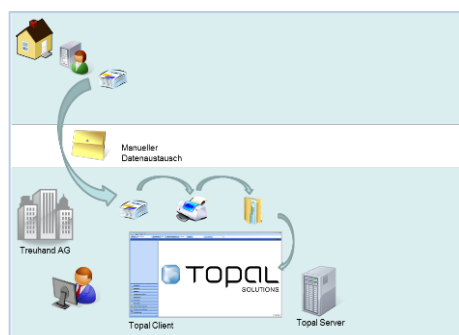 Manueller
Datenaustausch
Treuhand AG
TOPAL
SOLUTIONS
Topal Client
Topal Server